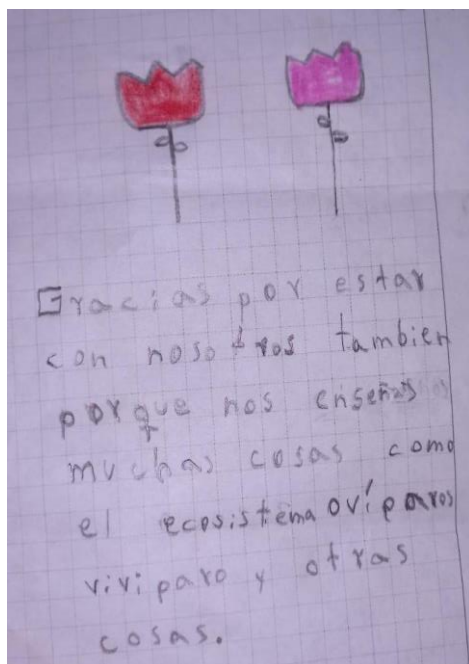 Gracias por estar
con nosotros tambien
porque nos enseñas
muchas cosas como
el ecosistema ovíparos
viviparo y otras
cosas.